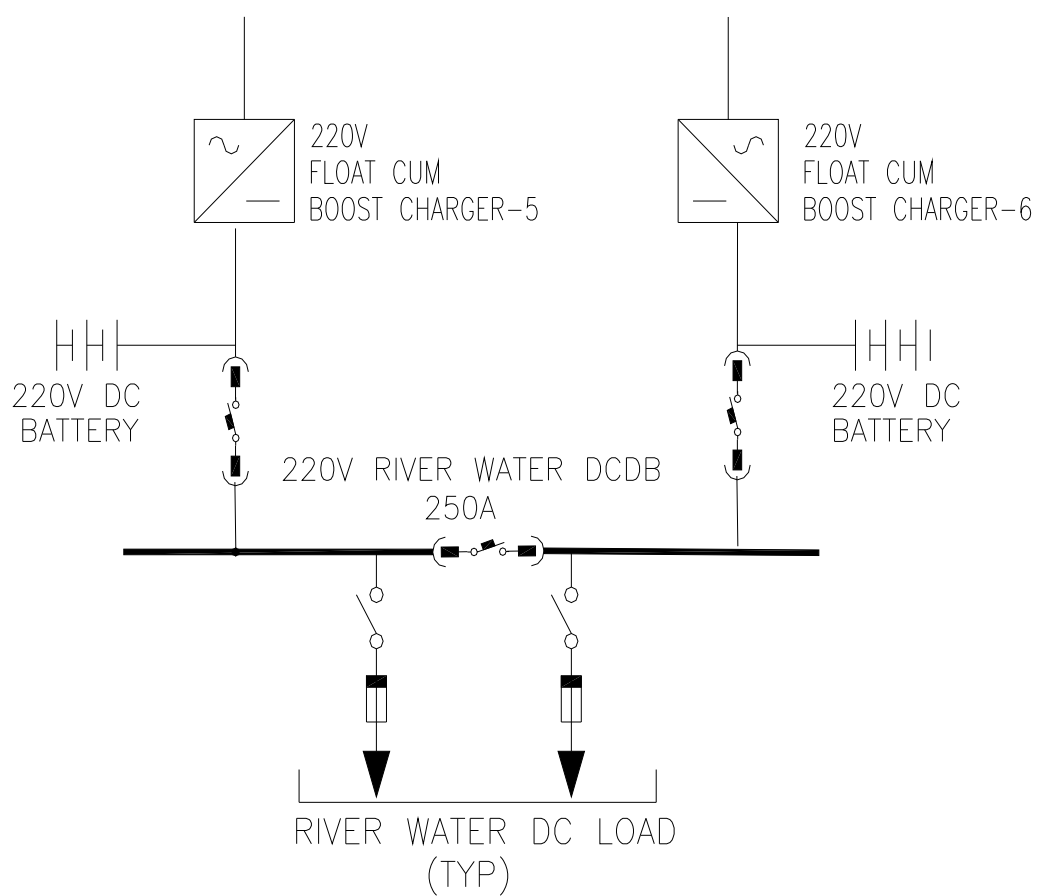 220V
FLOAT CUM
BOOST CHARGER-5
220V
FLOAT CUM
BOOST CHARGER-6
220V DC
BATTERY
220V DC
BATTERY
220V RIVER WATER DCDB
250A
RIVER WATER DC LOAD
(TYP)